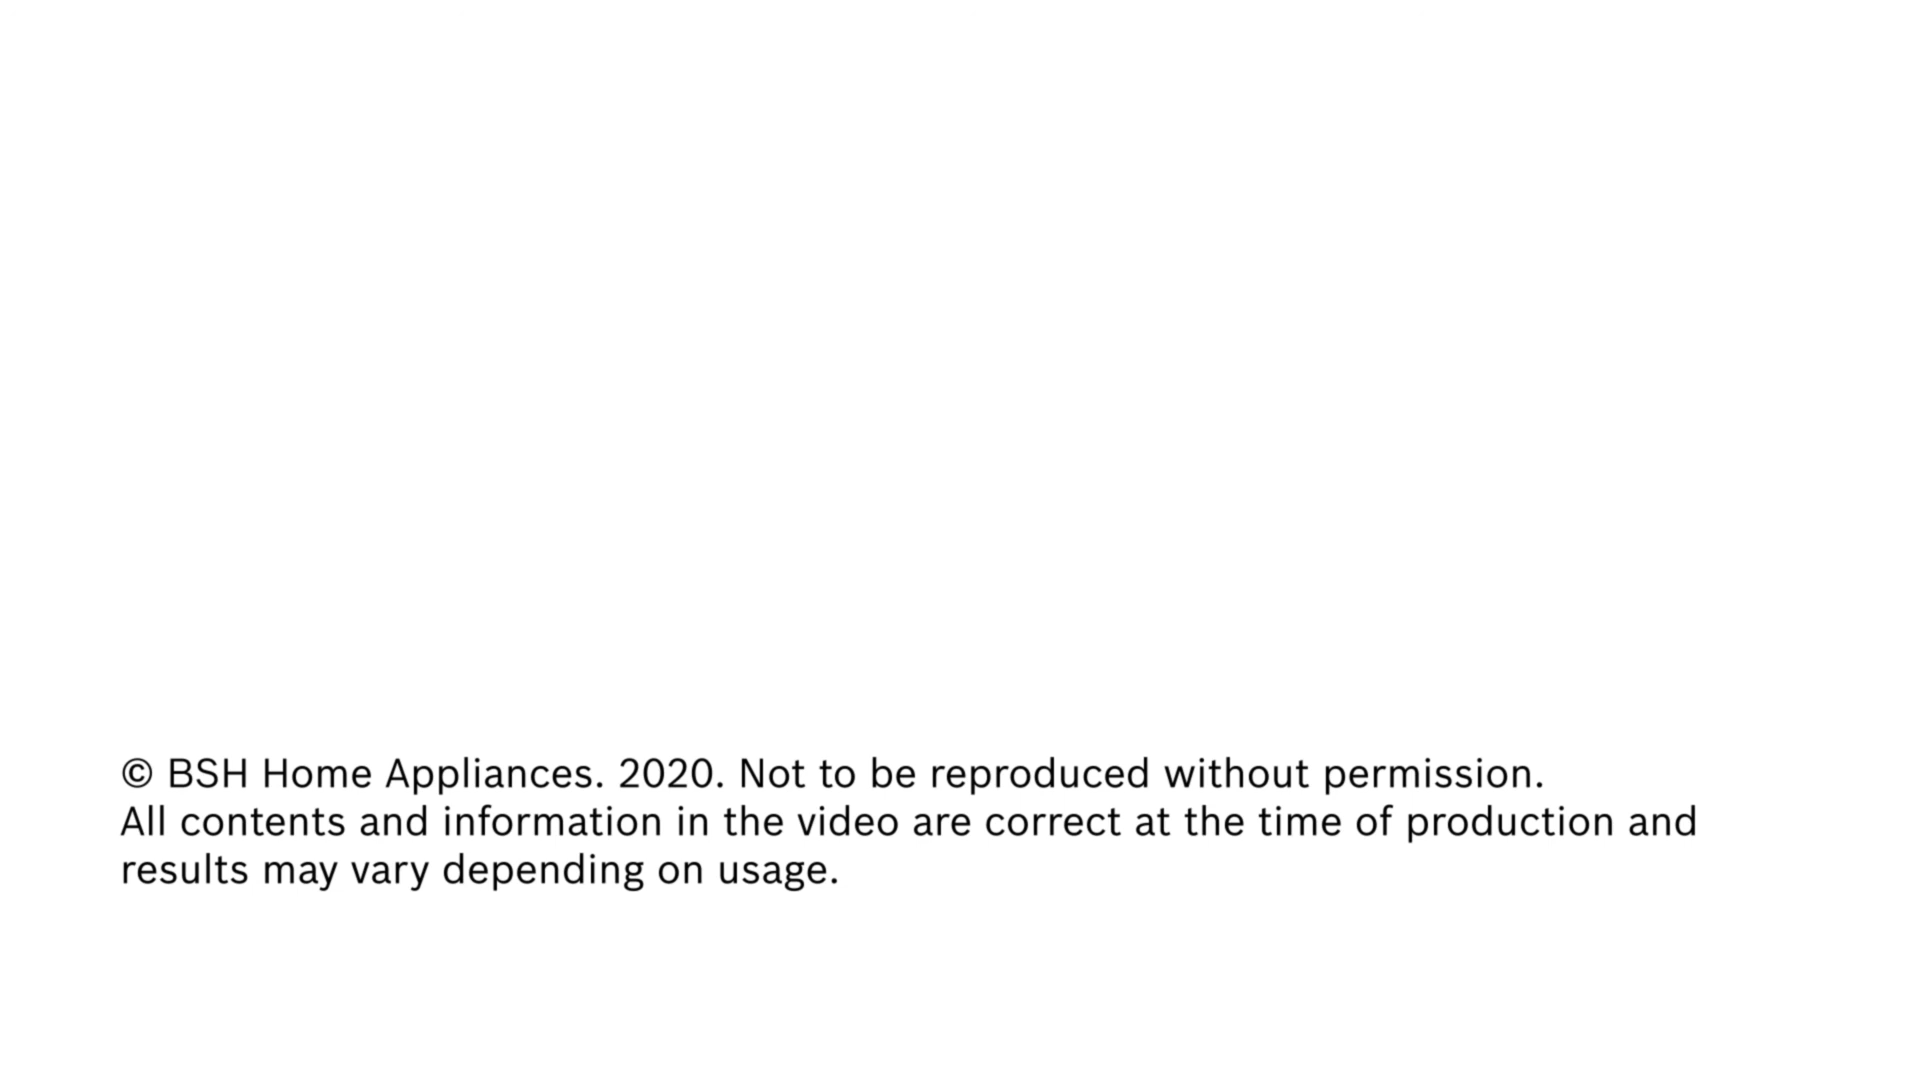 © BSH Home Appliances. 2020. Not to be reproduced without permission.
All contents and information in the video are correct at the time of production and
results may vary depending on usage.